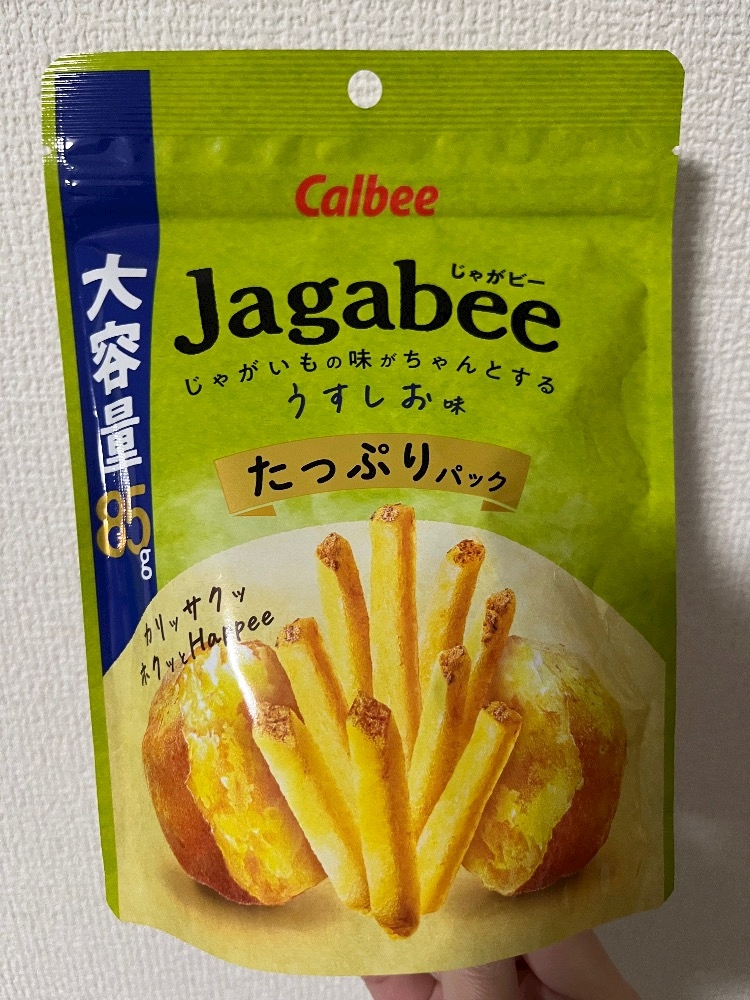 Calbee
じゃがビー
Jagabee
じゃがいもの味がちゃんとする
うすしお味
たっぷりパック
大容量
85g
カリッサクッ
ホクッとHappee